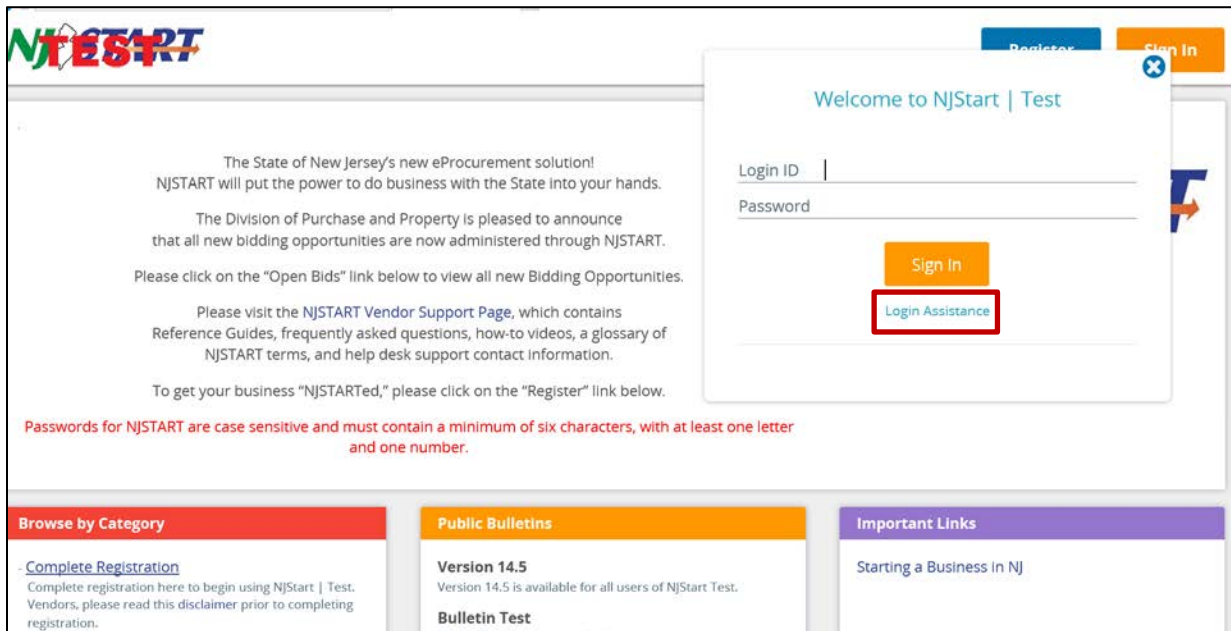 NJSTART
TEST
Register
Sign In
Welcome to NJStart | Test
Login ID
Password
Sign In
Login Assistance
The State of New Jersey's new eProcurement solution!
NJSTART will put the power to do business with the State into your hands.
The Division of Purchase and Property is pleased to announce
that all new bidding opportunities are now administered through NJSTART.
Please click on the “Open Bids” link below to view all new Bidding Opportunities.
Please visit the NJSTART Vendor Support Page, which contains
Reference Guides, frequently asked questions, how-to videos, a glossary of
NJSTART terms, and help desk support contact information.
To get your business “NJSTARTed,” please click on the “Register” link below.
Passwords for NJSTART are case sensitive and must contain a minimum of six characters, with at least one letter
and one number.
Browse by Category
- Complete Registration
Complete registration here to begin using NJStart | Test.
Vendors, please read this disclaimer prior to completing
registration.
Public Bulletins
Version 14.5
Version 14.5 is available for all users of NJStart Test.
Bulletin Test
Important Links
Starting a Business in NJ